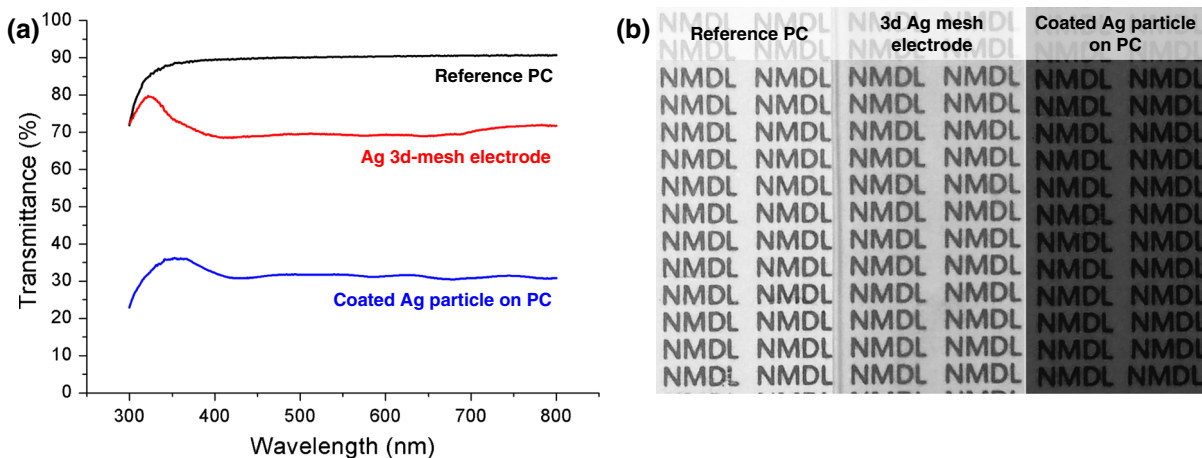 (a)
100
90
80
70
60
50
40
30
20
10
0
Transmittance (%)
300 400 500 600 700 800
Wavelength (nm)
Reference PC
Ag 3d-mesh electrode
Coated Ag particle on PC
(b)
Reference PC
3d Ag mesh
electrode
Coated Ag particle
on PC
NMDL NMDL NMDL NMDL NMDL NMDL
NMDL NMDL NMDL NMDL NMDL NMDL
NMDL NMDL NMDL NMDL NMDL NMDL
NMDL NMDL NMDL NMDL NMDL NMDL
NMDL NMDL NMDL NMDL NMDL NMDL
NMDL NMDL NMDL NMDL NMDL NMDL
NMDL NMDL NMDL NMDL NMDL NMDL
NMDL NMDL NMDL NMDL NMDL NMDL
NMDL NMDL NMDL NMDL NMDL NMDL
NMDL NMDL NMDL NMDL NMDL NMDL
NMDL NMDL NMDL NMDL NMDL NMDL
NMDL NMDL NMDL NMDL NMDL NMDL